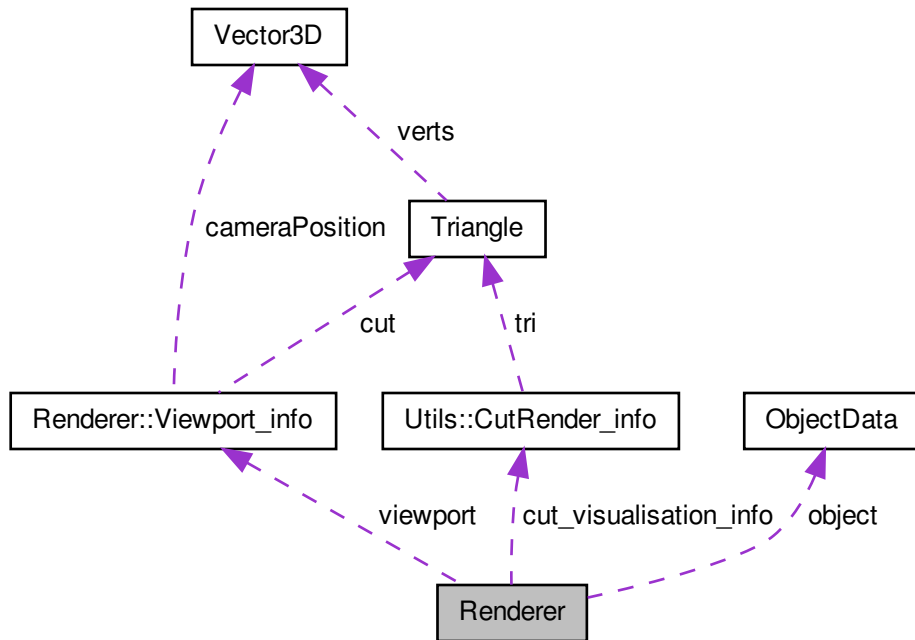 Vector3D
verts
Triangle
cameraPosition
cut
tri
Renderer::Viewport_info
Utils::CutRender_info
ObjectData
viewport
cut_visualisation_info
object
Renderer